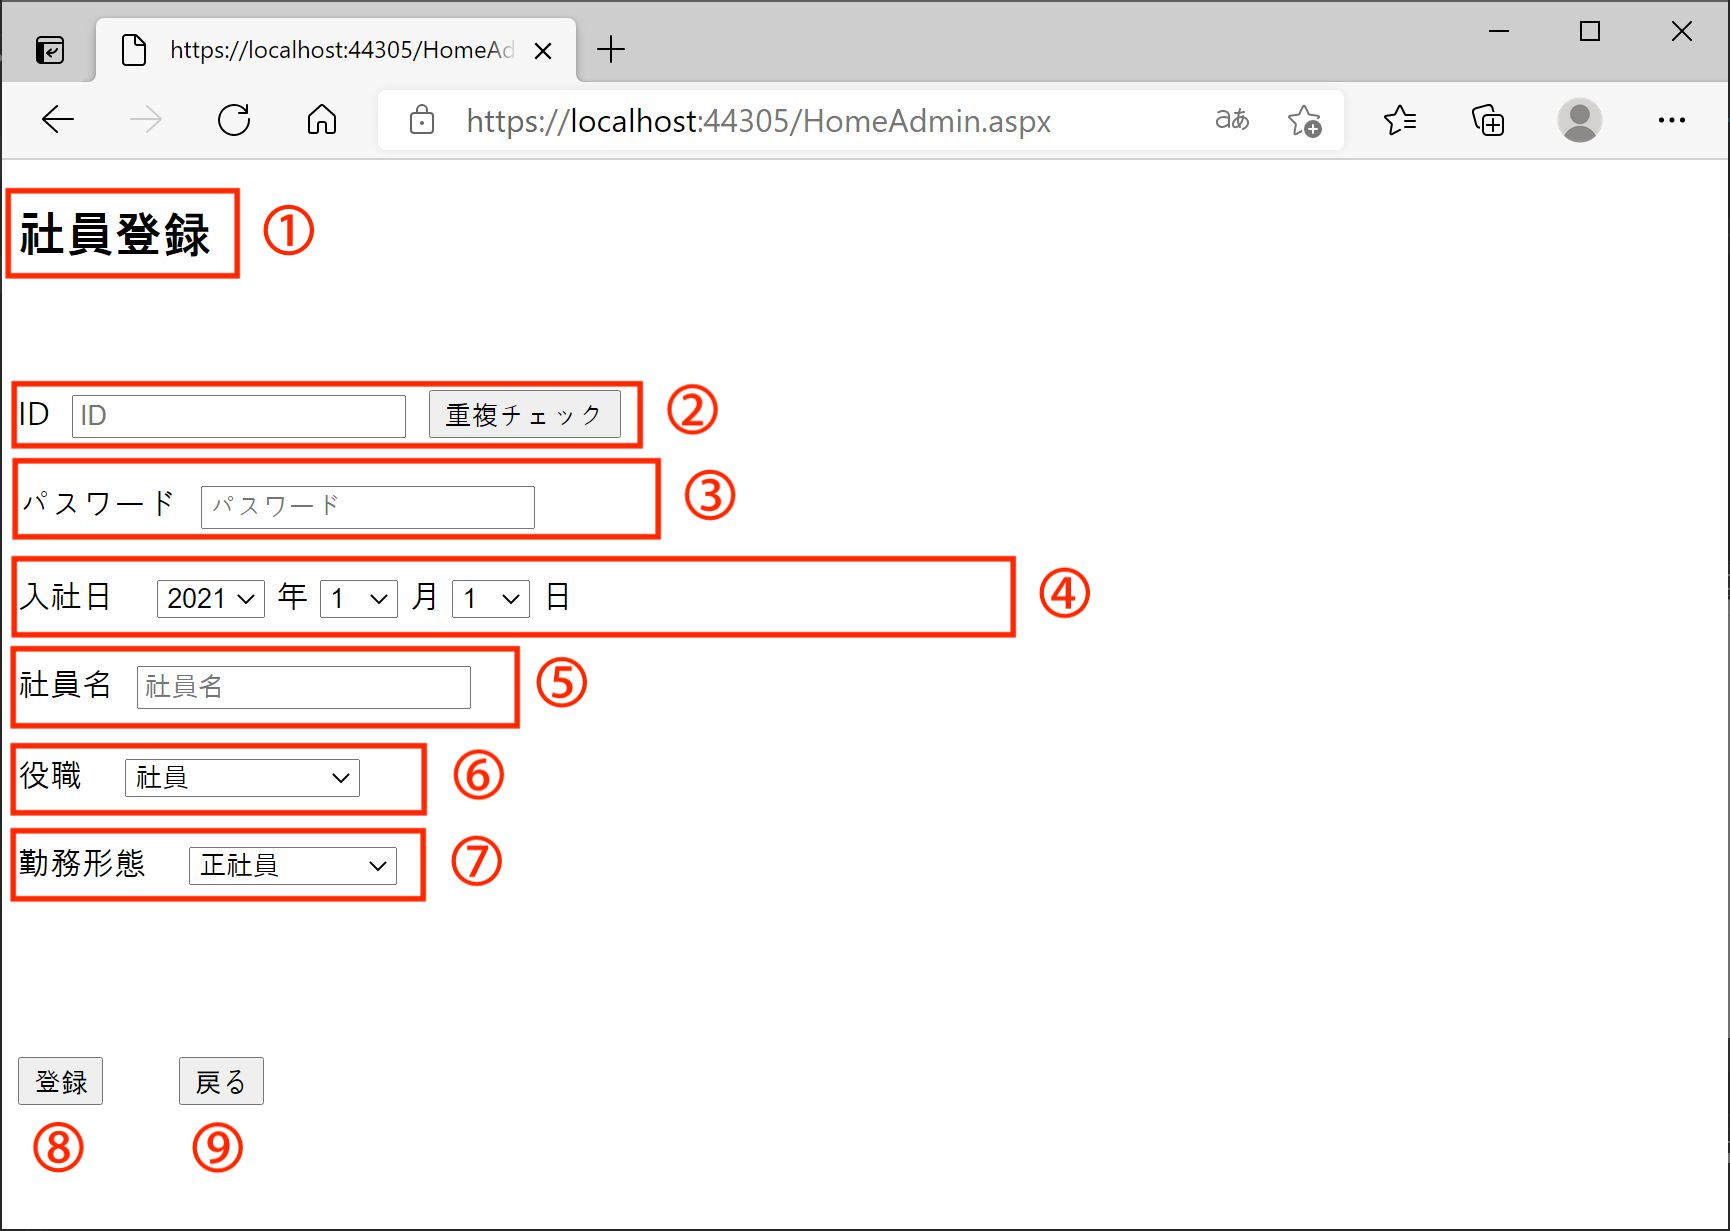 https://localhost:44305/HomeAd
https://localhost:44305/HomeAdmin.aspx aあ
社員登録 ①
ID ID 重複チェック ②
パスワード パスワード ③
入社日 2021 年 1 月 1 日 ④
社員名 社員名 ⑤
役職 社員 ⑥
勤務形態 正社員 ⑦
登録 戻る
⑧ ⑨